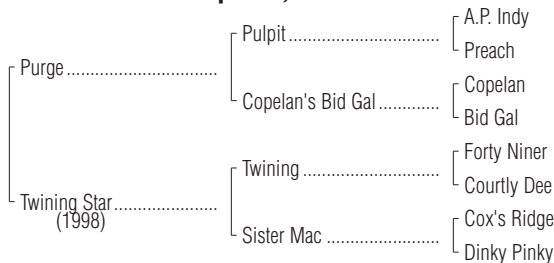 A.P. Indy
Pulpit
Preach
Purge
Copelan
Copelan's Bid Gal
Bid Gal
Forty Niner
Twining
Courtly Dee
Twining Star
(1998)
Cox's Ridge
Sister Mac
Dinky Pinky